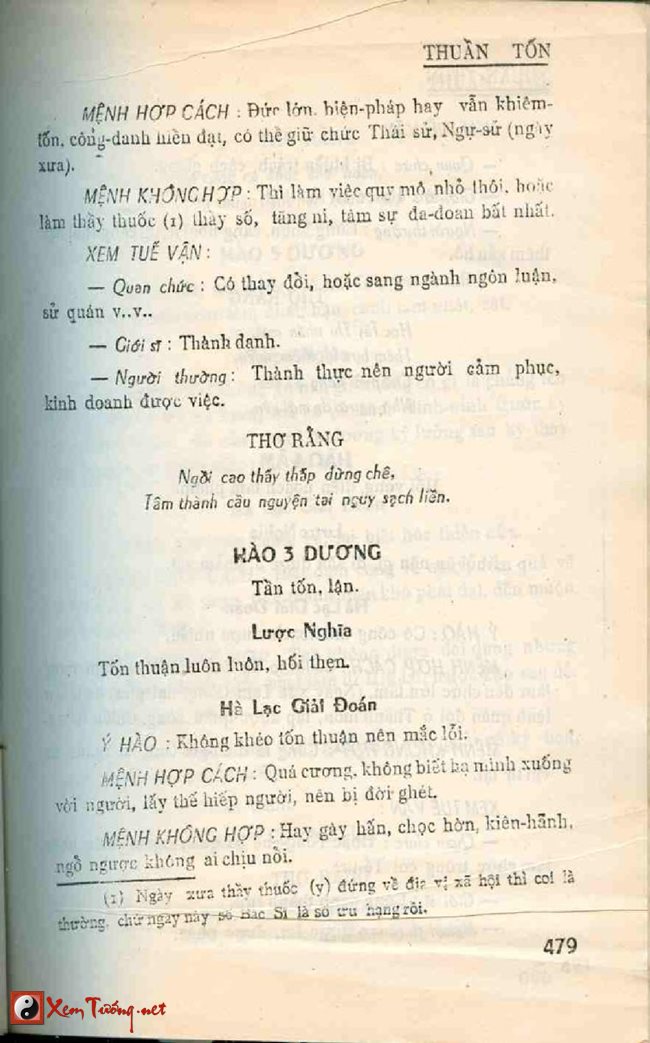 THUẦN TỐN
MỆNH HỢP CÁCH : Đức lớn. hiện-pháp hay vẫn khiêm-
tốn, công-danh hiền đạt, có thể giữ chức Thái sử, Ngự-sử (ngày
xưa).
MỆNH KHÔNG HỢP : Thì làm việc quy mô nhỏ thôi, hoặc
làm thầy thuốc (1) thầy số, tăng ni, tâm sự đa-đoan bất nhất.
XEM TUẾ VẬN :
— Quan chức : Có thay đổi, hoặc sang ngành ngôn luận,
sử quán v..v..
— Giới sĩ : Thành danh.
— Người thường : Thành thực nên người cảm phục,
kinh doanh được việc.
THƠ RẰNG
Ngồi cao thấy thấp đừng chê,
Tâm thành cầu nguyện tai nguy sạch liền.
HÀO 3 DƯƠNG
Tần tốn, lận.
Lược Nghĩa
Tốn thuận luôn luôn, hối thẹn.
Hà Lạc Giải Đoán
Ý HÀO : Không khéo tốn thuận nên mắc lỗi.
MỆNH HỢP CÁCH : Quá cương, không biết hạ mình xuống
với người, lấy thế hiếp người, nên bị đời ghét.
MỆNH KHÔNG HỢP : Hay gây hấn, chọc hờn, kiên-hãnh,
ngỗ ngược không ai chịu nổi.
(1) Ngày xưa thầy thuốc (y) đứng về địa vị xã hội thì coi là
thường, chứ ngày này số Bác Sĩ là số ưu hạng rồi.
479
XemTướng.net